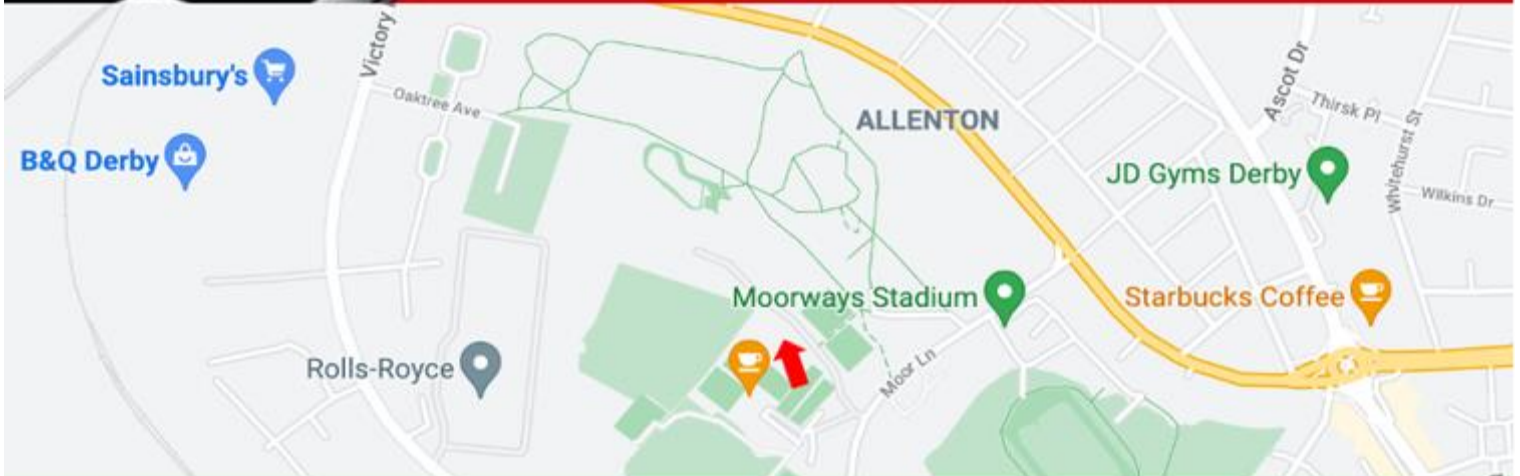 Victory
Sainsbury's
Oaktree Ave
B&Q Derby
ALLENTON
Ascot Dr
Thirsk Pl
Whitehurst St
JD Gyms Derby
Wilkins Dr
Moorways Stadium
Starbucks Coffee
Rolls-Royce
Moor Ln